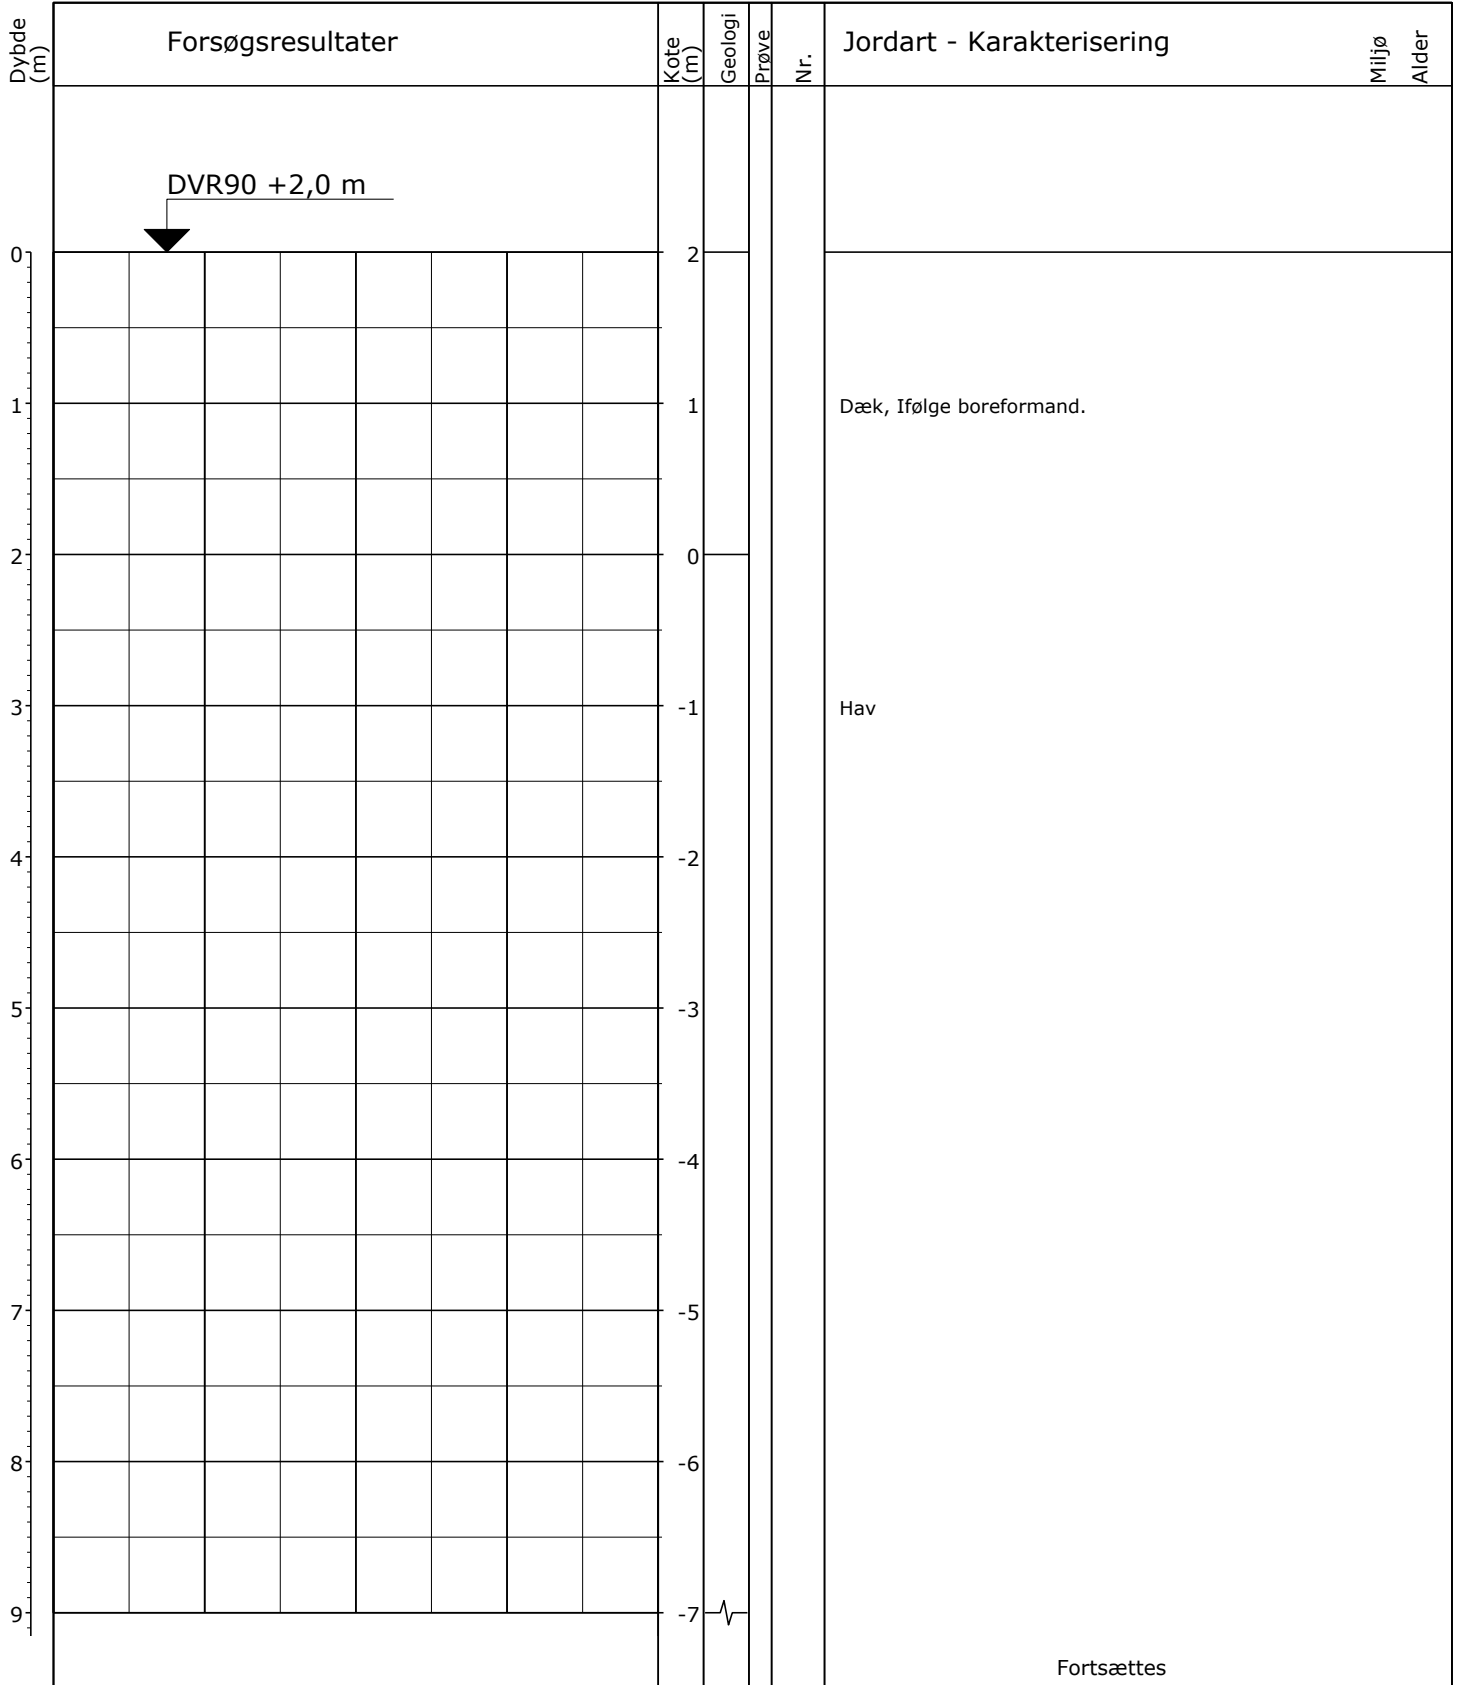 Dybde
(m)
Forsøgsresultater
Kote
(m)
Geologi
Prøve
Nr.
Jordart - Karakterisering
Miljø
Alder
DVR90 +2,0 m
0
2
1
1
Dæk, Ifølge boreformand.
2
0
3
-1
Hav
4
-2
5
-3
6
-4
7
-5
8
-6
9
-7
Fortsættes